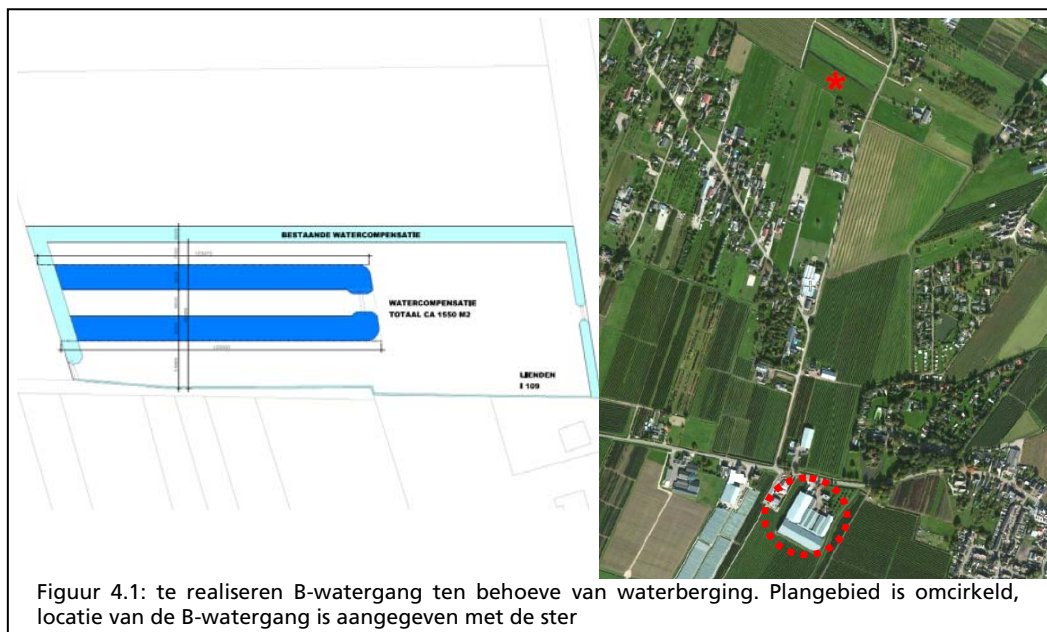 BESTAANDE WATERCOMPENSATIE
WATERCOMPENSATIE
TOTAAL CA 1550 M2
LIENDEN
I 109
*
Figuur 4.1: te realiseren B-watergang ten behoeve van waterberging. Plangebied is omcirkeld,
locatie van de B-watergang is aangegeven met de ster